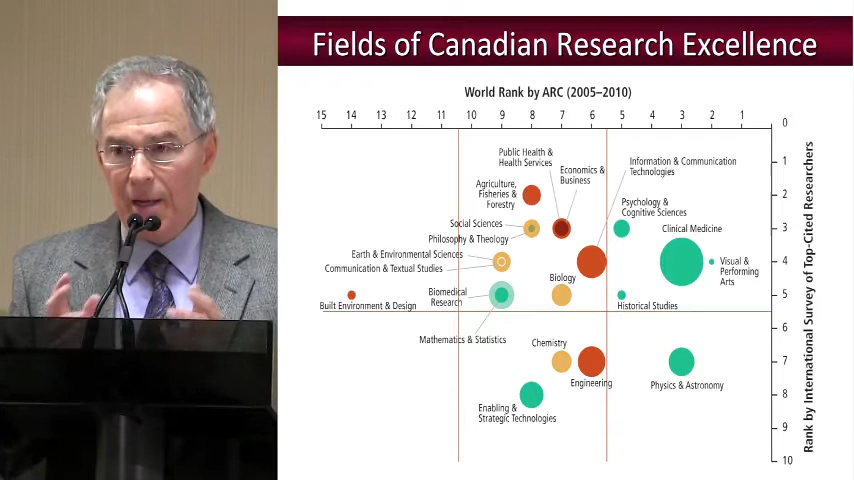 Fields of Canadian Research Excellence
World Rank by ARC (2005–2010)
15 14 13 12 11 10 9 8 7 6 5 4 3 2 1
0
1
2
3
4
5
6
7
8
9
10
Rank by International Survey of Top-Cited Researchers
Public Health &
Health Services
Economics &
Business
Information & Communication
Technologies
Agriculture,
Fisheries &
Forestry
Psychology &
Cognitive Sciences
Social Sciences
Philosophy & Theology
Clinical Medicine
Earth & Environmental Sciences
Communication & Textual Studies
Visual &
Performing
Arts
Biology
Biomedical
Research
Built Environment & Design
Historical Studies
Mathematics & Statistics
Chemistry
Engineering
Physics & Astronomy
Enabling &
Strategic Technologies